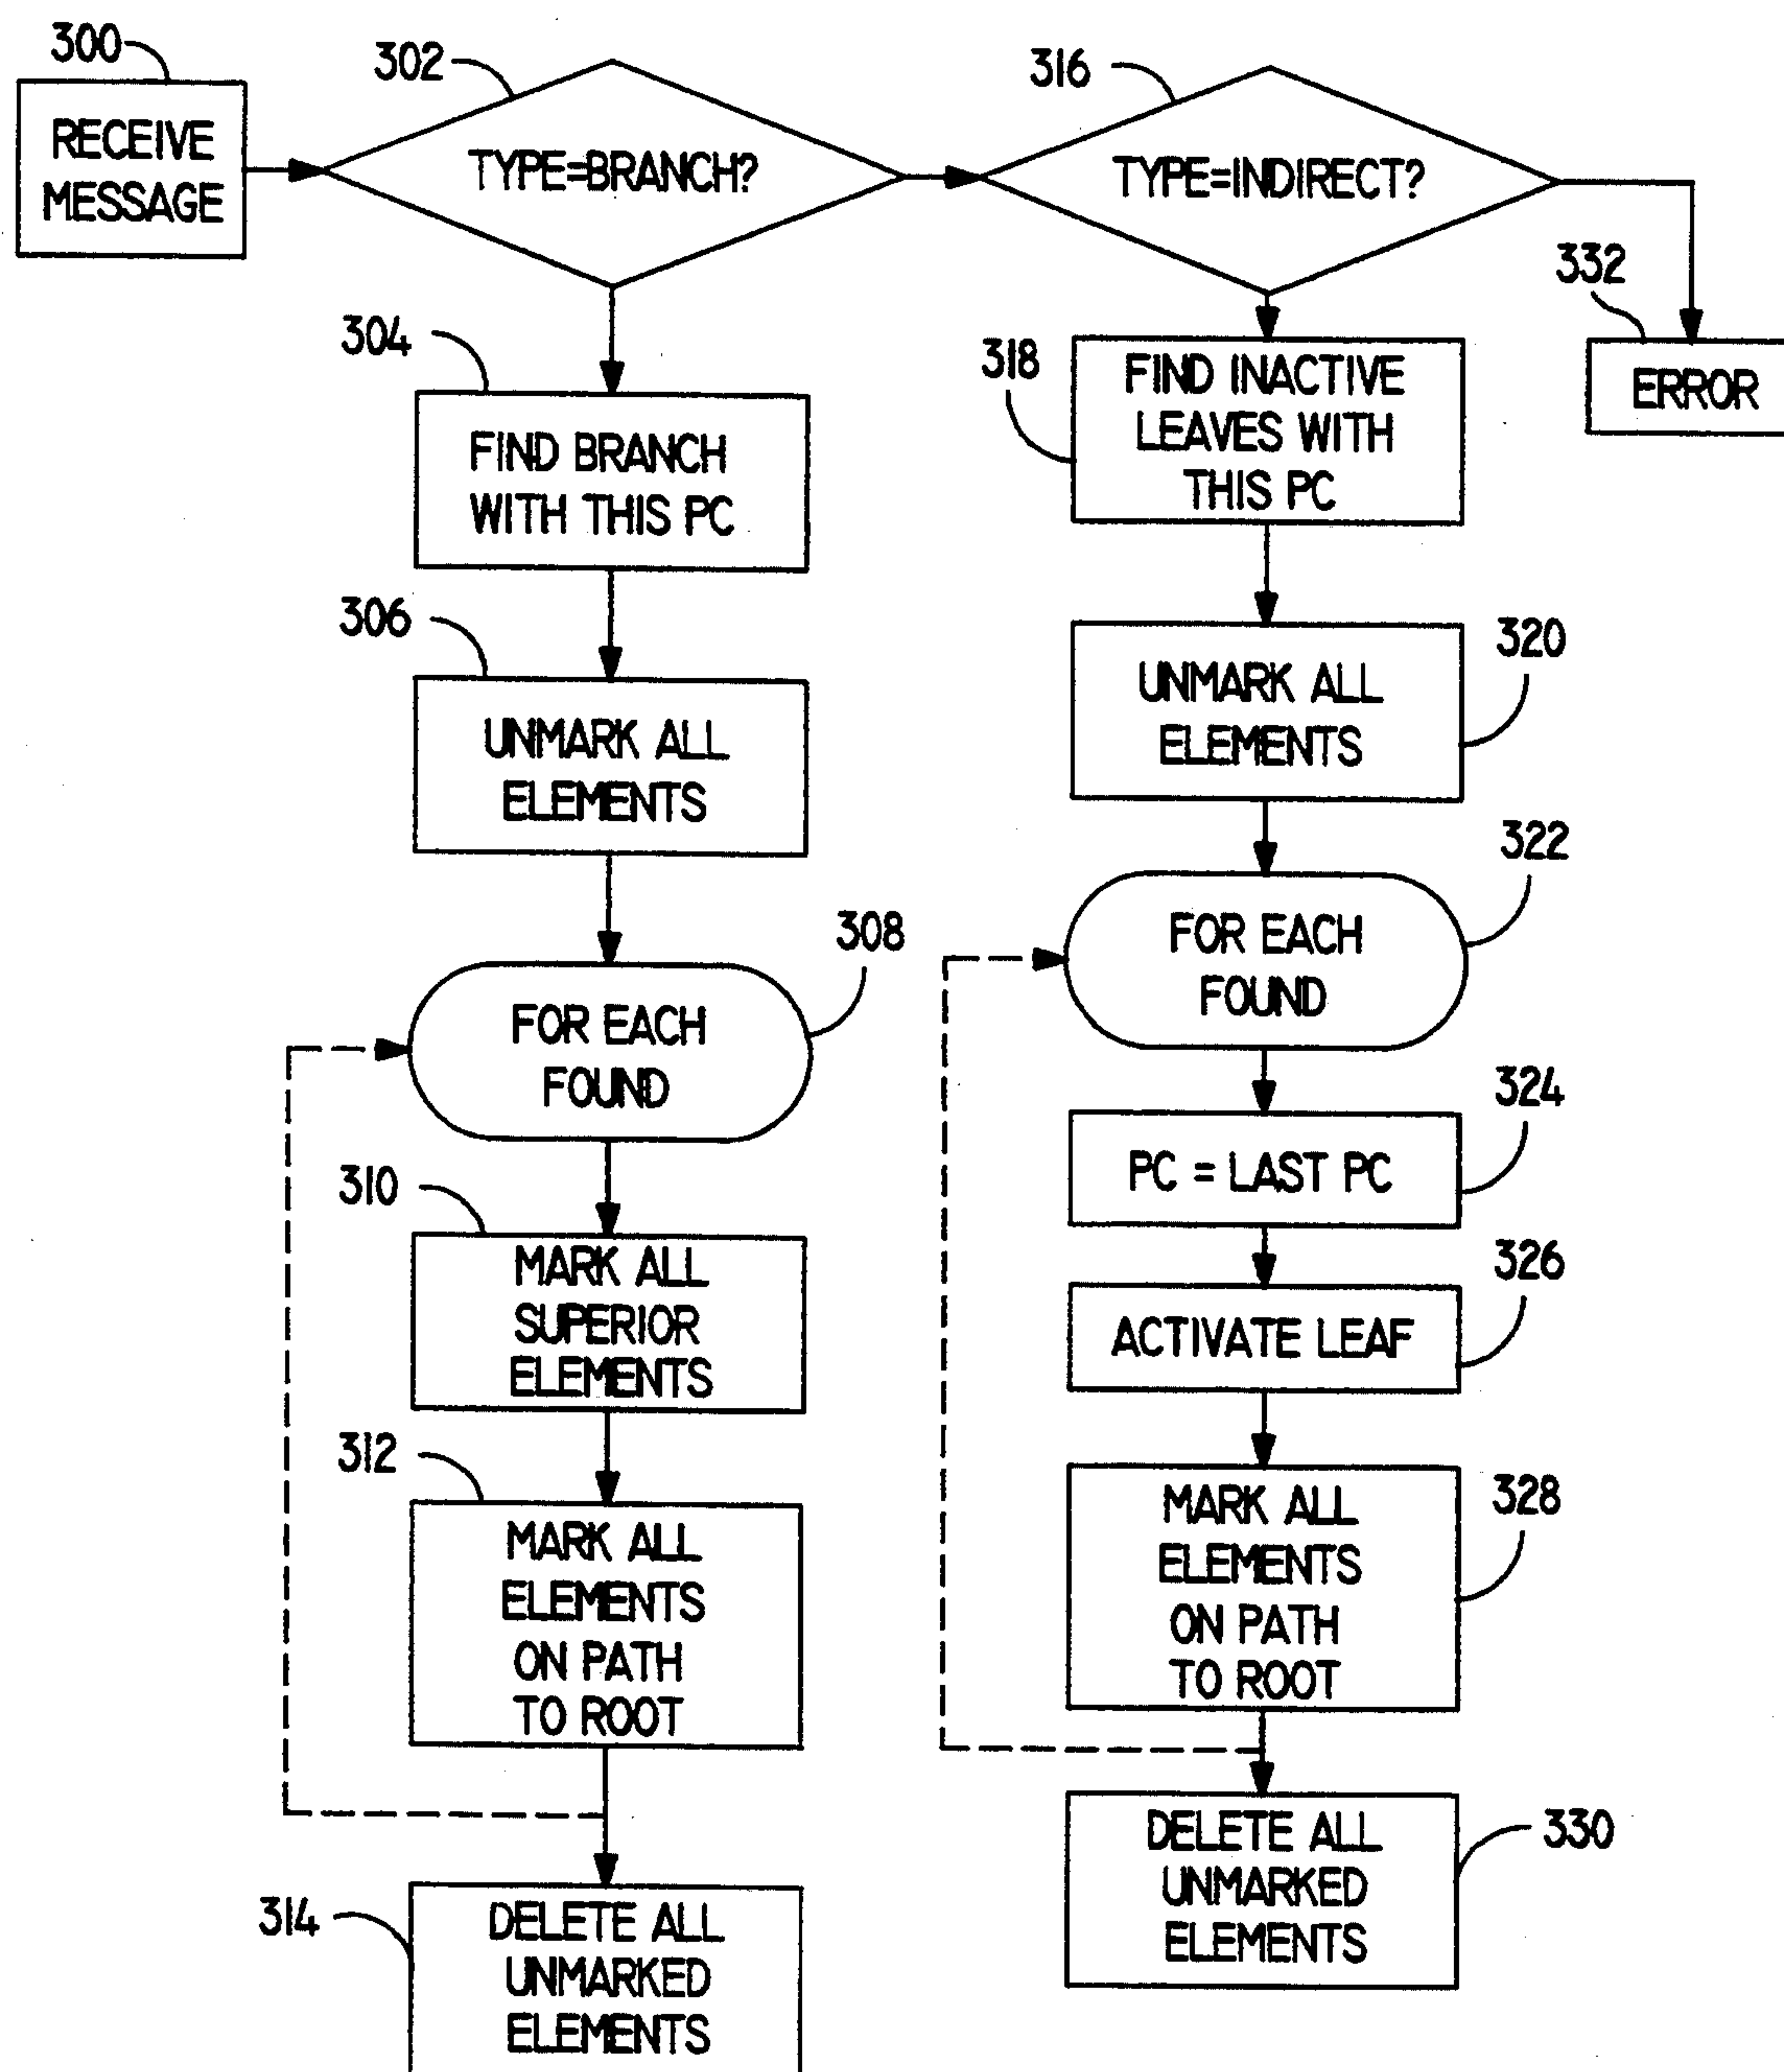 300
RECEIVE
MESSAGE
302
TYPE=BRANCH?
316
TYPE=INDIRECT?
332
ERROR
304
FIND BRANCH
WITH THIS PC
306
UNMARK ALL
ELEMENTS
308
FOR EACH
FOUND
310
MARK ALL
SUPERIOR
ELEMENTS
312
MARK ALL
ELEMENTS
ON PATH
TO ROOT
314
DELETE ALL
UNMARKED
ELEMENTS
318
FIND INACTIVE
LEAVES WITH
THIS PC
320
UNMARK ALL
ELEMENTS
322
FOR EACH
FOUND
324
PC = LAST PC
326
ACTIVATE LEAF
328
MARK ALL
ELEMENTS
ON PATH
TO ROOT
330
DELETE ALL
UNMARKED
ELEMENTS